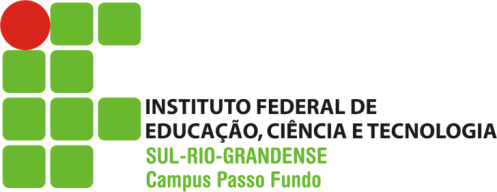 INSTITUTO FEDERAL DE
EDUCAÇÃO, CIÊNCIA E TECNOLOGIA
SUL-RIO-GRANDENSE
Campus Passo Fundo